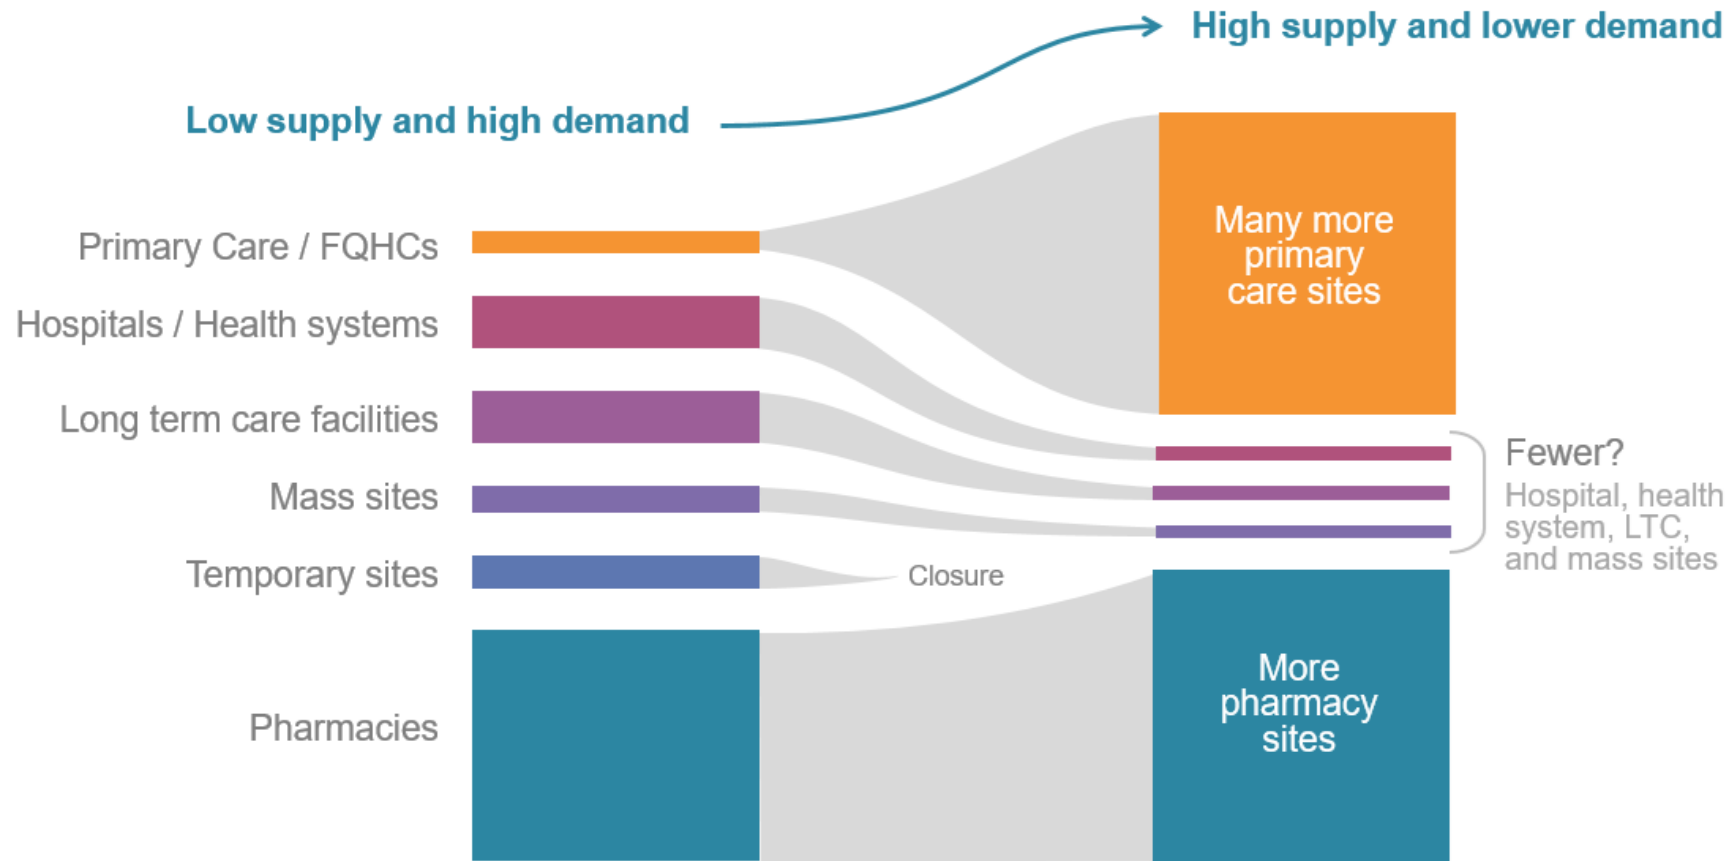 High supply and lower demand
Low supply and high demand
Primary Care / FQHCs
Hospitals / Health systems
Long term care facilities
Mass sites
Temporary sites
Pharmacies
Closure
Many more
primary
care sites
Fewer?
Hospital, health
system, LTC,
and mass sites
More
pharmacy
sites